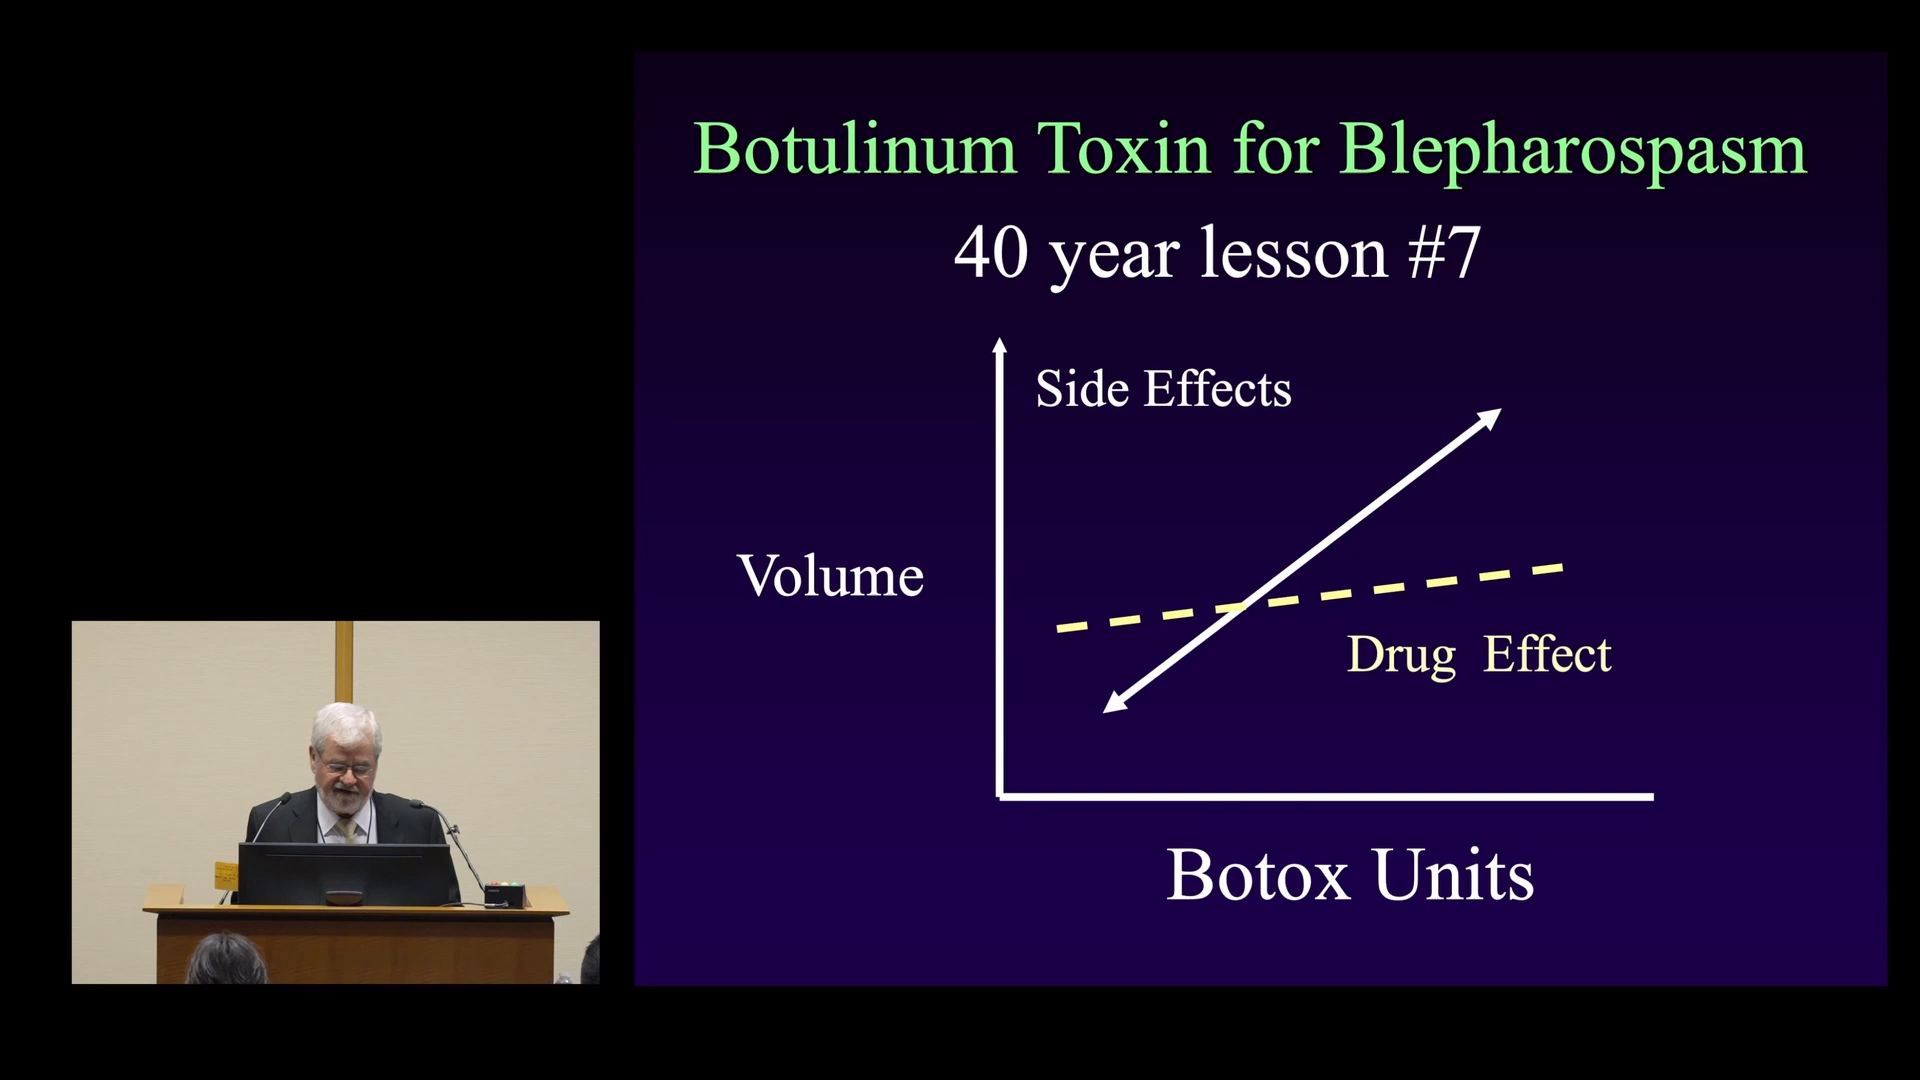 Botulinum Toxin for Blepharospasm
40 year lesson #7
Side Effects
Volume
Drug Effect
Botox Units